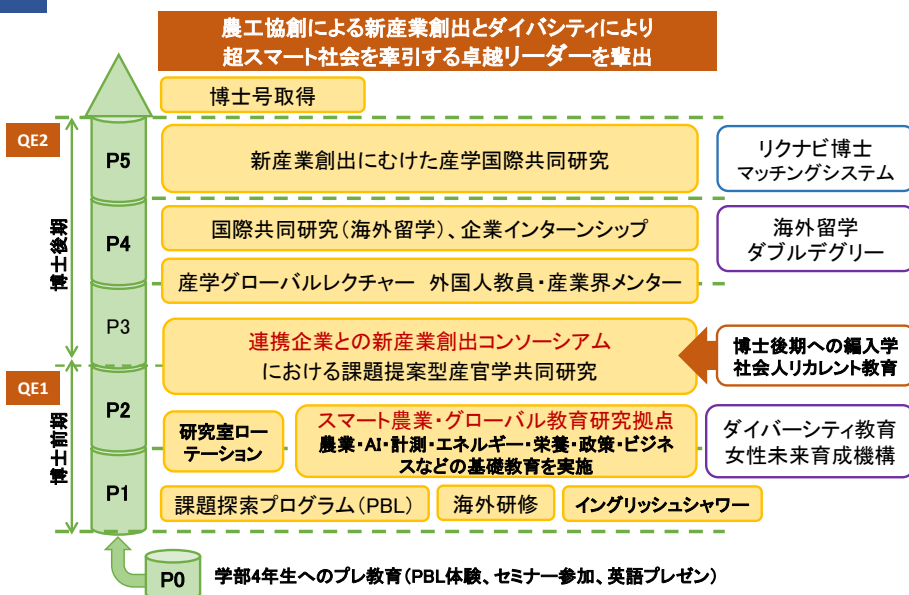 農工協創による新産業創出とダイバシティにより
超スマート社会を牽引する卓越リーダーを輩出
博士号取得
QE2
P5
新産業創出にむけた産学国際共同研究
リクナビ博士
マッチングシステム
博士後期
P4
国際共同研究(海外留学)、企業インターンシップ
海外留学
ダブルデグリー
産学グローバルレクチャー 外国人教員・産業界メンター
P3
連携企業との新産業創出コンソーシアム
における課題提案型産官学共同研究
博士後期への編入学
社会人リカレント教育
QE1
博士前期
P2
研究室ロー
テーション
スマート農業・グローバル教育研究拠点
農業・AI・計測・エネルギー・栄養・政策・ビジネ
スなどの基礎教育を実施
ダイバーシティ教育
女性未来育成機構
P1
課題探索プログラム(PBL)
海外研修
イングリッシュシャワー
P0
学部4年生へのプレ教育(PBL体験、セミナー参加、英語プレゼン)